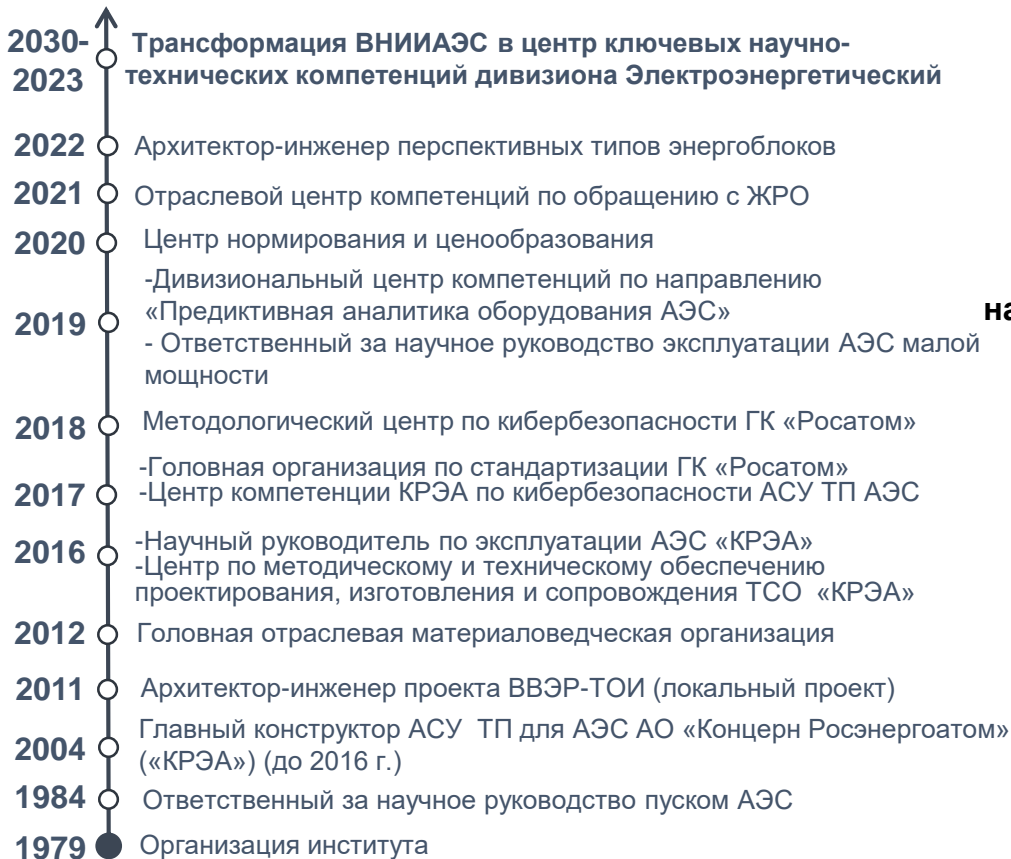 2030-
2023
Трансформация ВНИИАЭС в центр ключевых научно-
технических компетенций дивизиона Электроэнергетический
2022
Архитектор-инженер перспективных типов энергоблоков
2021
Отраслевой центр компетенций по обращению с ЖРО
2020
Центр нормирования и ценообразования
2019
-Дивизиональный центр компетенций по направлению
«Предиктивная аналитика оборудования АЭС»
- Ответственный за научное руководство эксплуатации АЭС малой
мощности
на
2018
Методологический центр по кибербезопасности ГК «Росатом»
2017
-Головная организация по стандартизации ГК «Росатом»
-Центр компетенции КРЭА по кибербезопасности АСУ ТП АЭС
2016
-Научный руководитель по эксплуатации АЭС «КРЭА»
-Центр по методическому и техническому обеспечению
проектирования, изготовления и сопровождения ТСО «КРЭА»
2012
Головная отраслевая материаловедческая организация
2011
Архитектор-инженер проекта ВВЭР-ТОИ (локальный проект)
2004
Главный конструктор АСУ ТП для АЭС АО «Концерн Росэнергоатом»
(«КРЭА») (до 2016 г.)
1984
Ответственный за научное руководство пуском АЭС
1979
Организация института